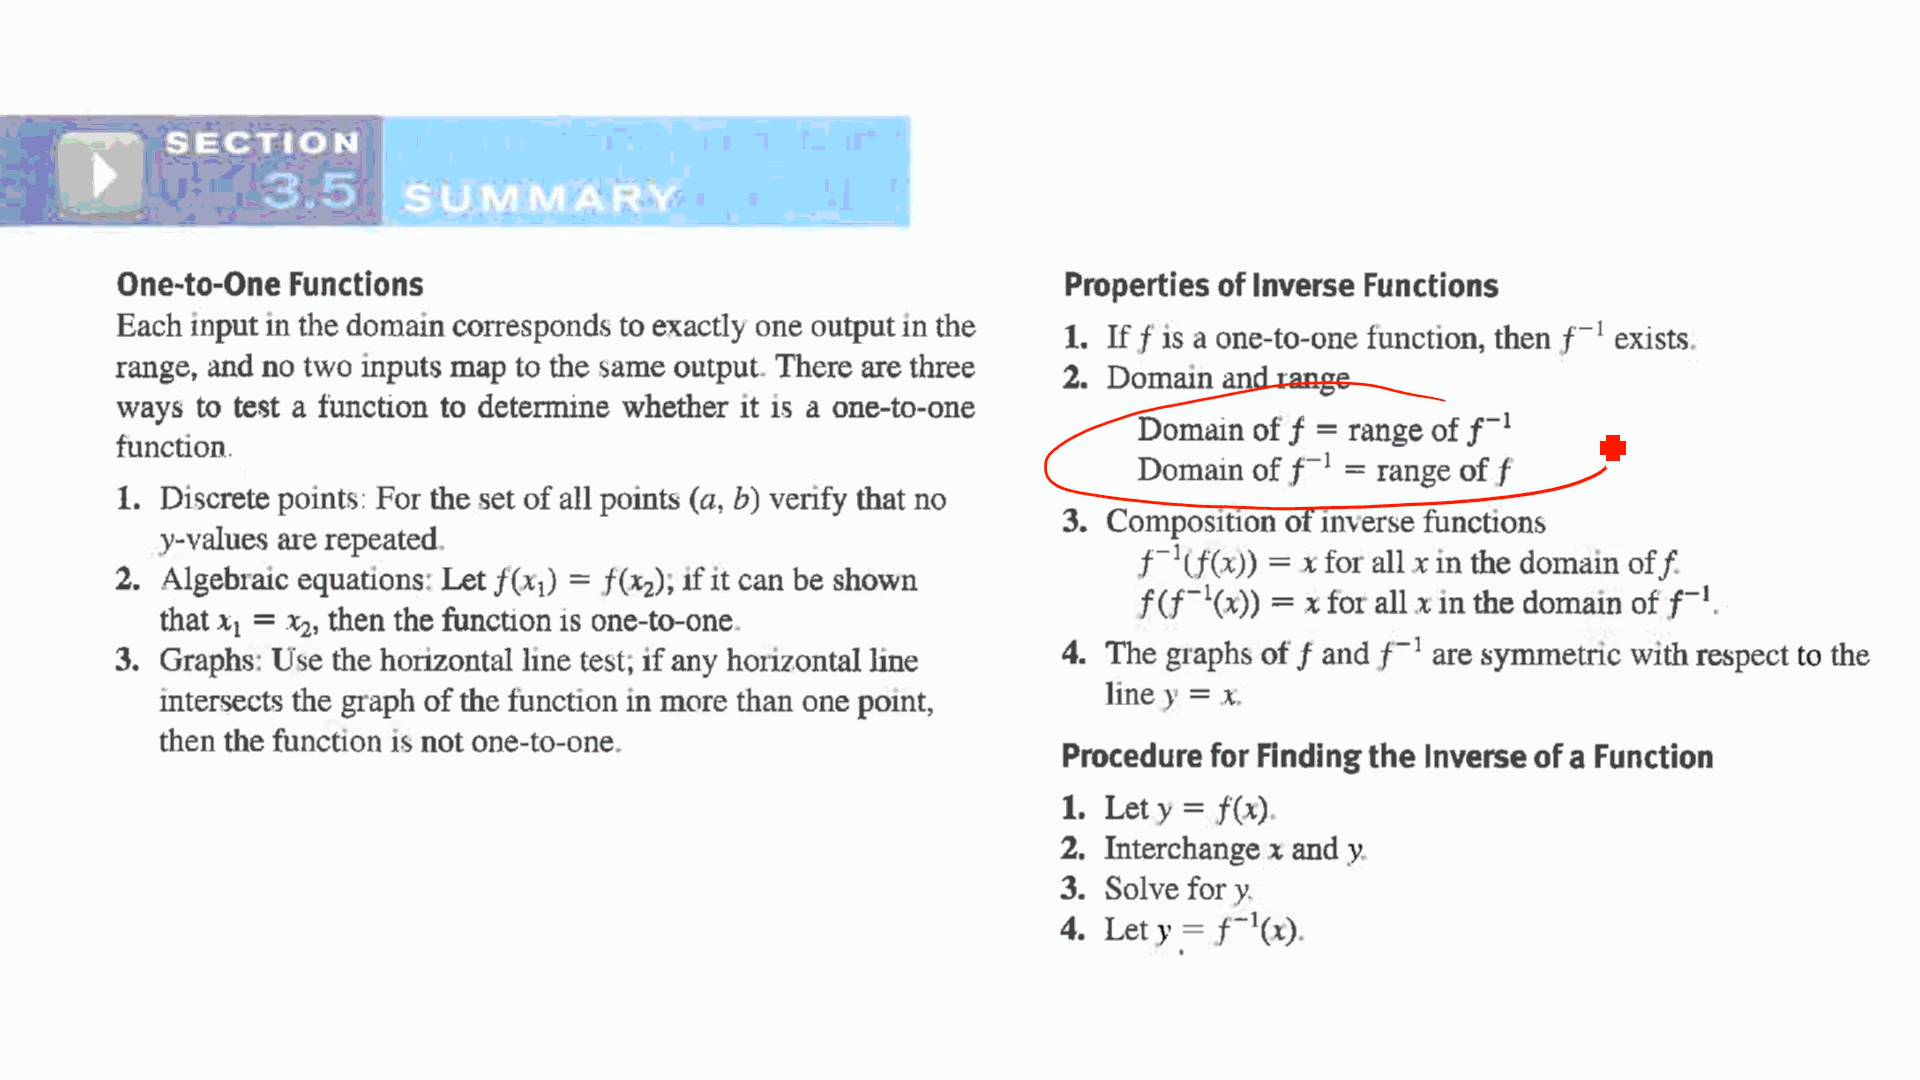 SECTION
3.5
SUMMARY
One-to-One Functions
Each input in the domain corresponds to exactly one output in the
range, and no two inputs map to the same output. There are three
ways to test a function to determine whether it is a one-to-one
function.
1. Discrete points: For the set of all points (a, b) verify that no
y-values are repeated.
2. Algebraic equations: Let f(x₁) = f(x₂); if it can be shown
that x₁ = x₂, then the function is one-to-one.
3. Graphs: Use the horizontal line test; if any horizontal line
intersects the graph of the function in more than one point,
then the function is not one-to-one.
Properties of Inverse Functions
1. If f is a one-to-one function, then f⁻¹ exists.
2. Domain and range
Domain of f = range of f⁻¹
Domain of f⁻¹ = range of f
3. Composition of inverse functions
f⁻¹(f(x)) = x for all x in the domain of f.
f(f⁻¹(x)) = x for all x in the domain of f⁻¹.
4. The graphs of f and f⁻¹ are symmetric with respect to the
line y = x.
Procedure for Finding the Inverse of a Function
1. Let y = f(x).
2. Interchange x and y.
3. Solve for y.
4. Let y = f⁻¹(x).